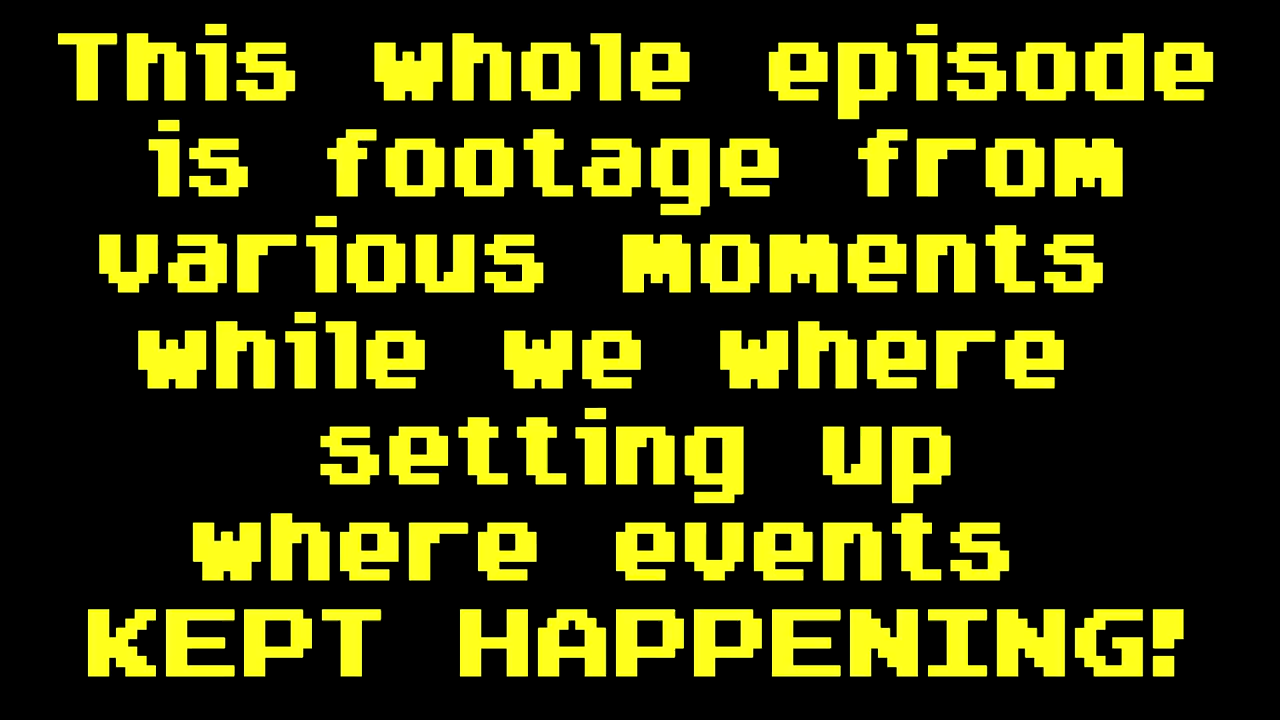 This whole episode
is footage from
various moments
while we where
setting up
where events
KEPT HAPPENING!